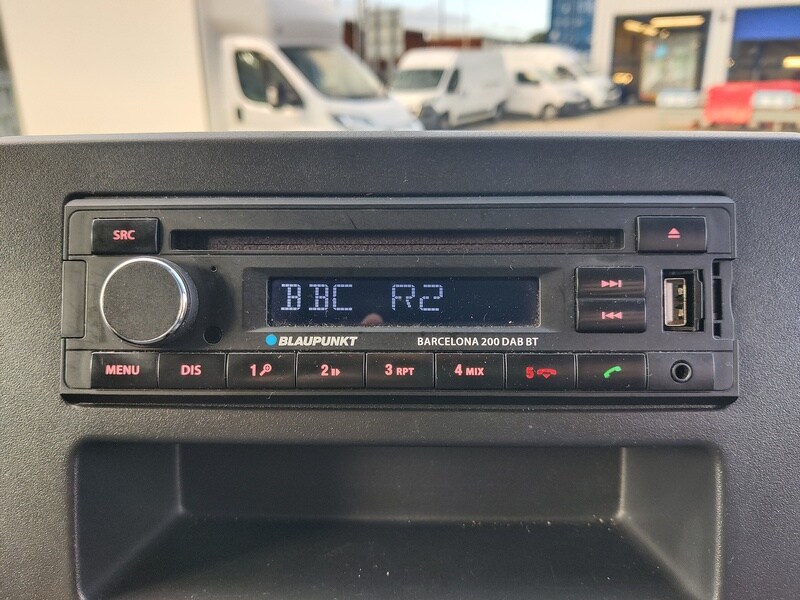 SRC
BBC R2
BLAUPUNKT BARCELONA 200 DAB BT
MENU DIS 1 2 3 RPT 4 MIX 5